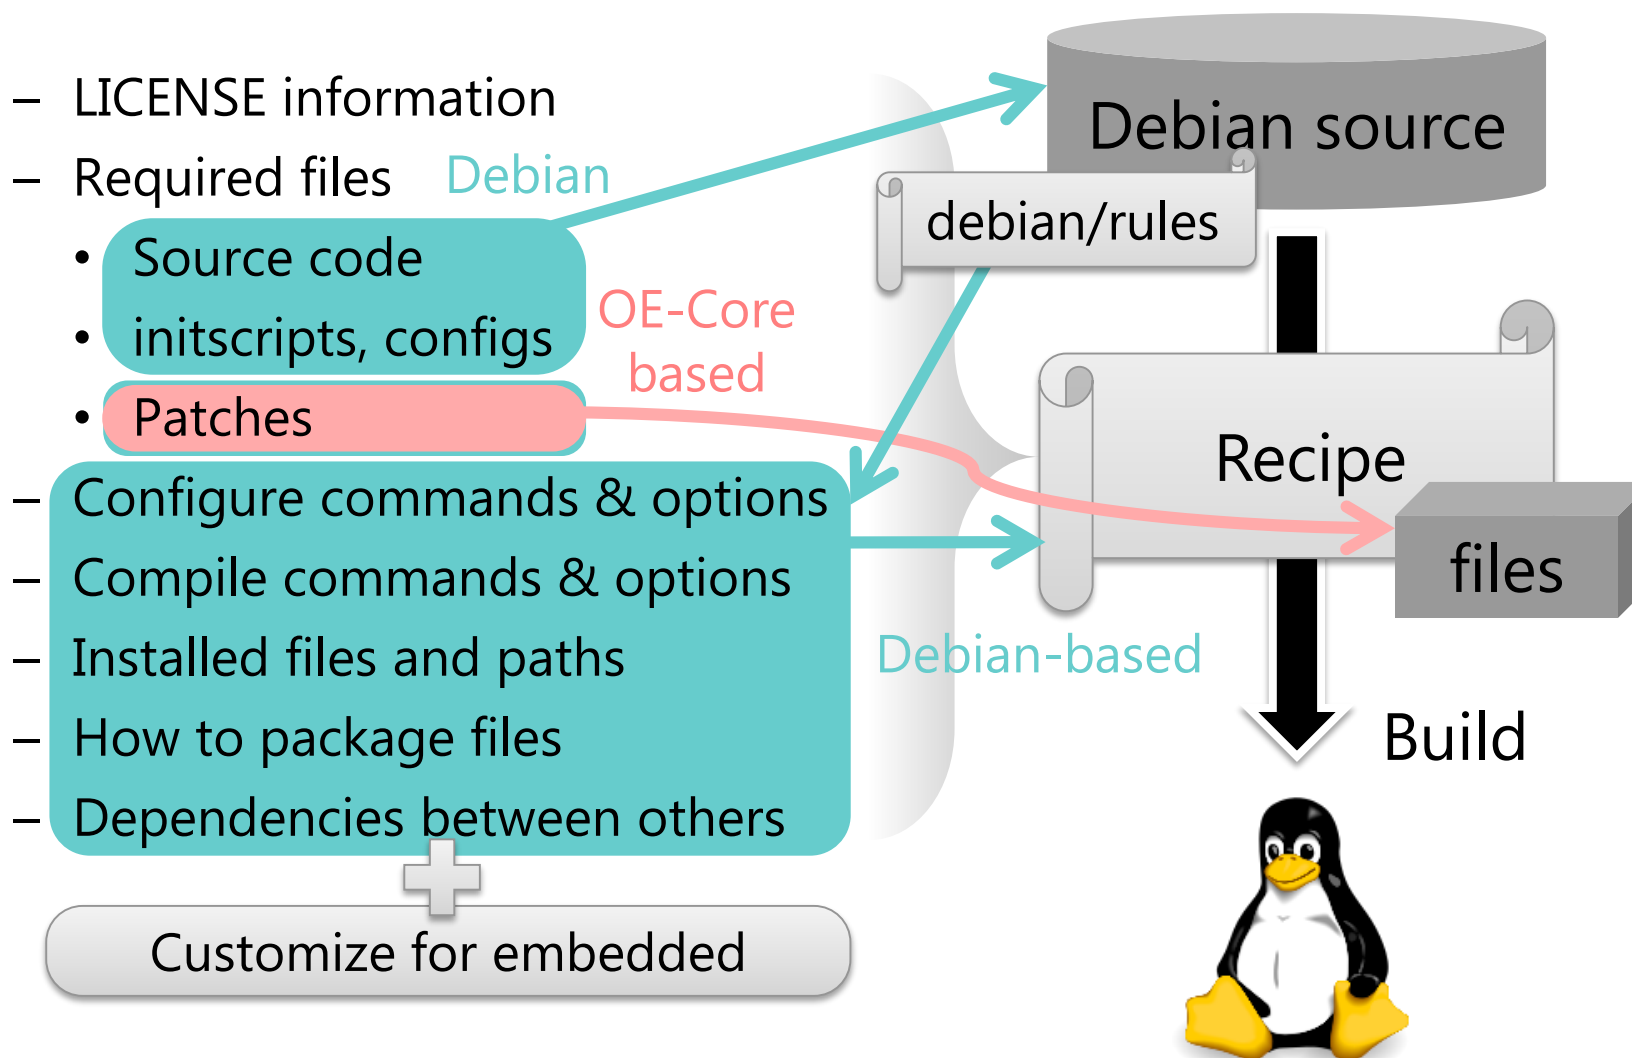 – LICENSE information
– Required files
Debian
• Source code
• initscripts, configs
• Patches
OE-Core
based
– Configure commands & options
– Compile commands & options
– Installed files and paths
– How to package files
– Dependencies between others
Customize for embedded
Debian source
debian/rules
Recipe
files
Debian-based
Build